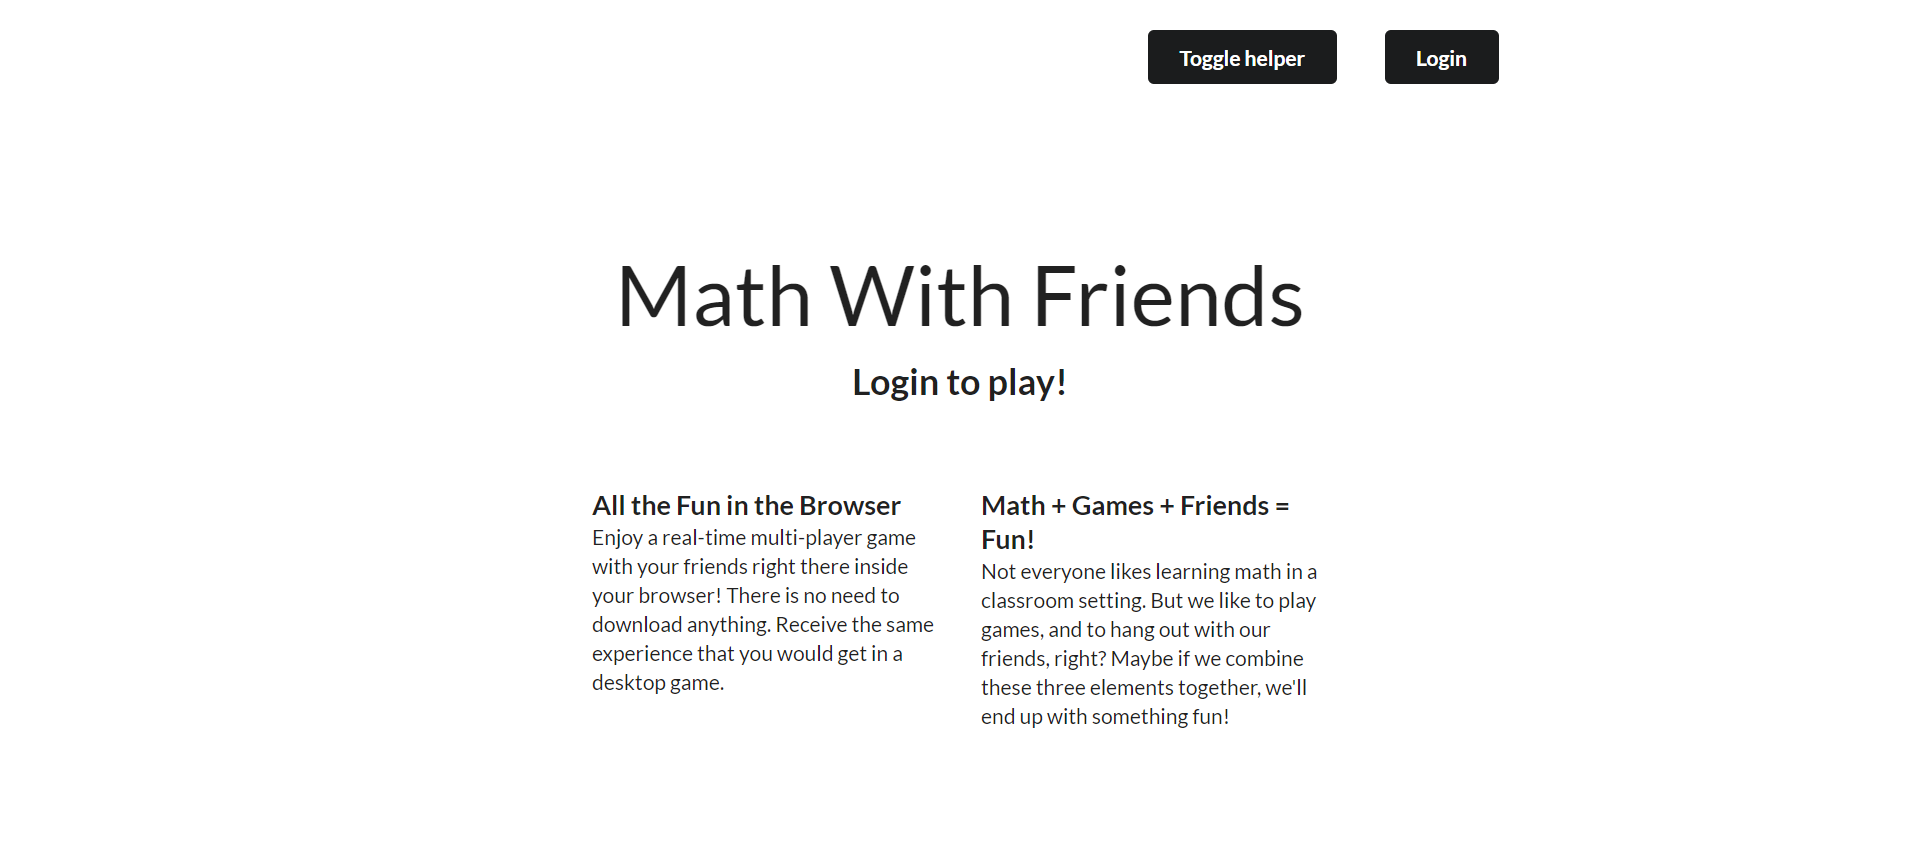 Toggle helper
Login
Math With Friends
Login to play!
All the Fun in the Browser
Enjoy a real-time multi-player game
with your friends right there inside
your browser! There is no need to
download anything. Receive the same
experience that you would get in a
desktop game.
Math + Games + Friends =
Fun!
Not everyone likes learning math in a
classroom setting. But we like to play
games, and to hang out with our
friends, right? Maybe if we combine
these three elements together, we'll
end up with something fun!